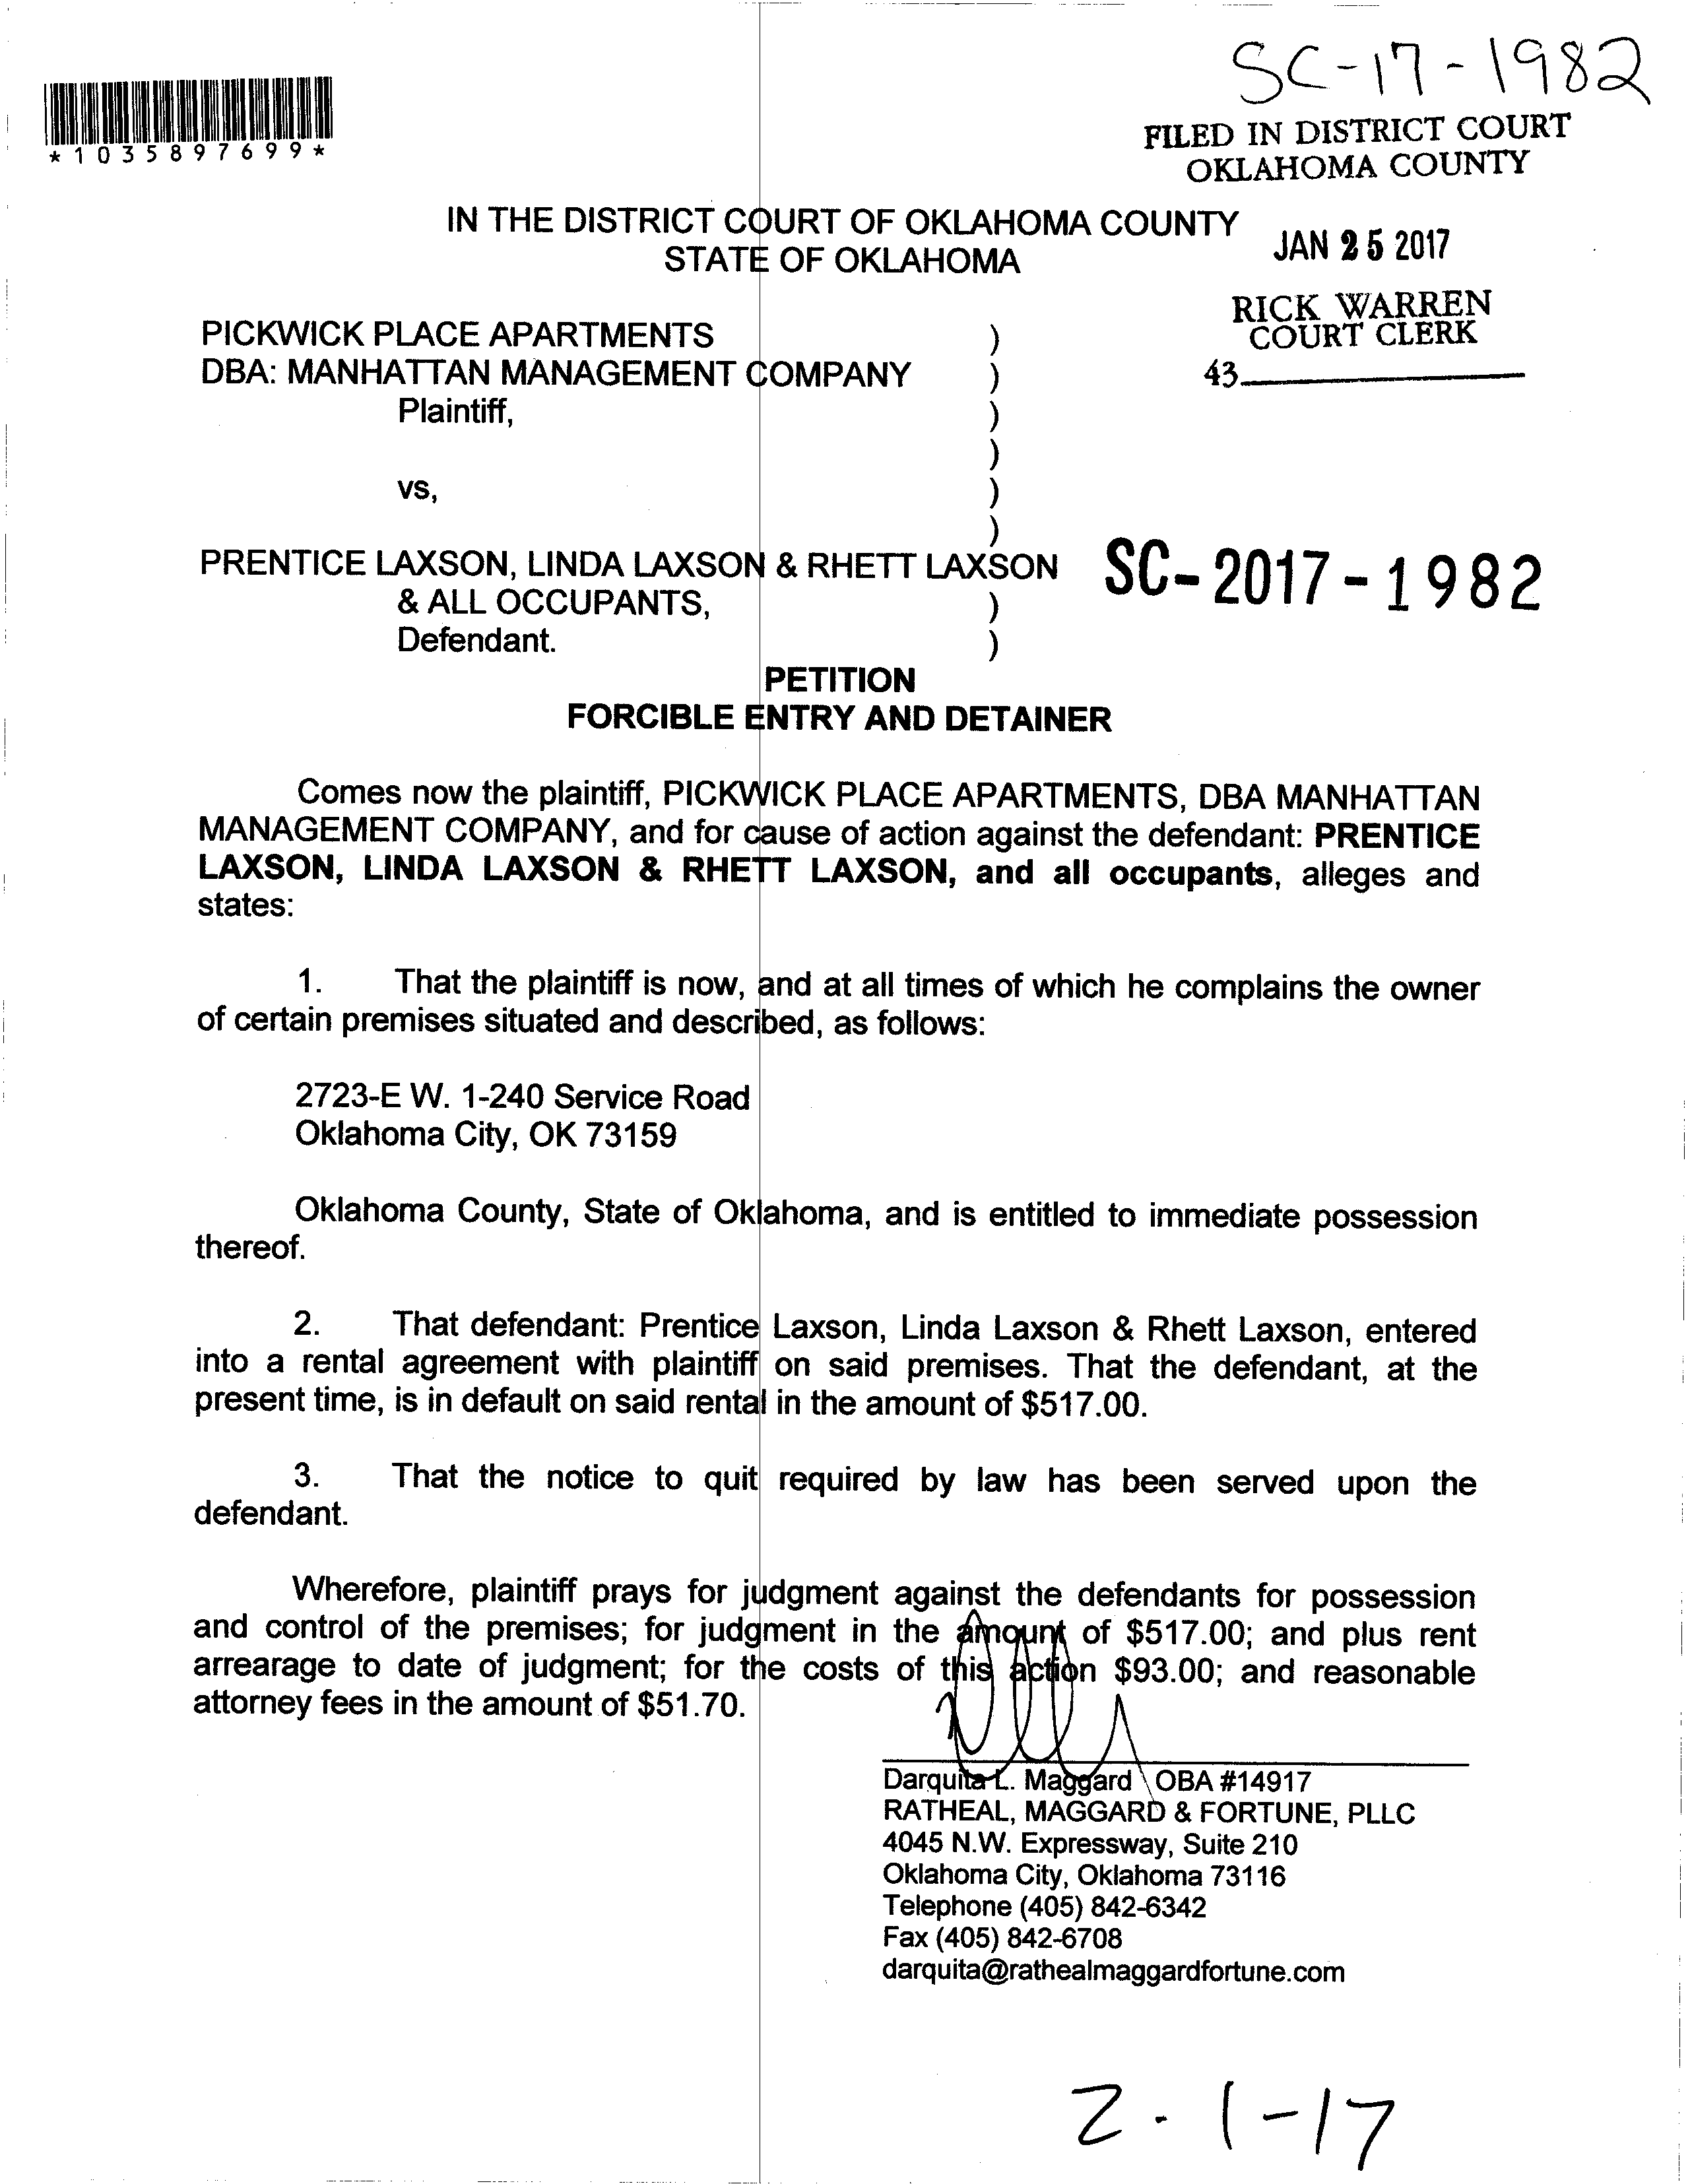 SC-17-1982
*1035897699*
FILED IN DISTRICT COURT
OKLAHOMA COUNTY
IN THE DISTRICT COURT OF OKLAHOMA COUNTY
STATE OF OKLAHOMA
JAN 25 2017
RICK WARREN
COURT CLERK
43
PICKWICK PLACE APARTMENTS )
DBA: MANHATTAN MANAGEMENT COMPANY )
Plaintiff, )
)
vs, )
)
PRENTICE LAXSON, LINDA LAXSON & RHETT LAXSON
& ALL OCCUPANTS, )
Defendant. )
SC-2017-1982
PETITION
FORCIBLE ENTRY AND DETAINER
Comes now the plaintiff, PICKWICK PLACE APARTMENTS, DBA MANHATTAN
MANAGEMENT COMPANY, and for cause of action against the defendant: PRENTICE
LAXSON, LINDA LAXSON & RHETT LAXSON, and all occupants, alleges and
states:
1. That the plaintiff is now, and at all times of which he complains the owner
of certain premises situated and described, as follows:
2723-E W. 1-240 Service Road
Oklahoma City, OK 73159
Oklahoma County, State of Oklahoma, and is entitled to immediate possession
thereof.
2. That defendant: Prentice Laxson, Linda Laxson & Rhett Laxson, entered
into a rental agreement with plaintiff on said premises. That the defendant, at the
present time, is in default on said rental in the amount of $517.00.
3. That the notice to quit required by law has been served upon the
defendant.
Wherefore, plaintiff prays for judgment against the defendants for possession
and control of the premises; for judgment in the amount of $517.00; and plus rent
arrearage to date of judgment; for the costs of this action $93.00; and reasonable
attorney fees in the amount of $51.70.
Darquita L. Maggard OBA #14917
RATHEAL, MAGGARD & FORTUNE, PLLC
4045 N.W. Expressway, Suite 210
Oklahoma City, Oklahoma 73116
Telephone (405) 842-6342
Fax (405) 842-6708
darquita@rathealmaggardfortune.com
2-1-17